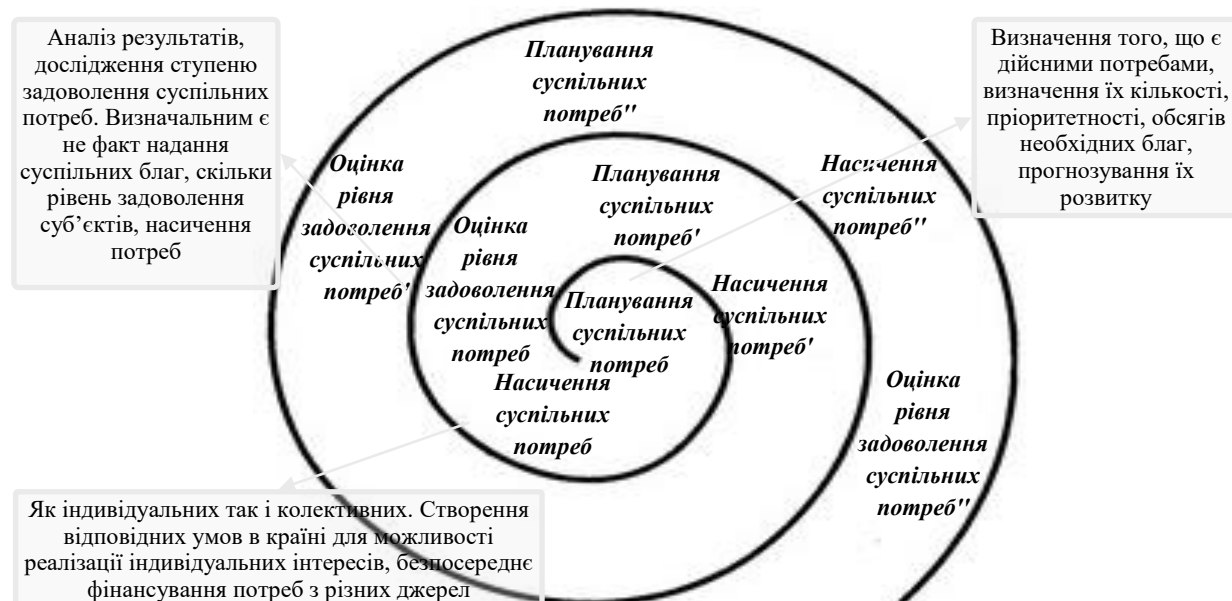 Аналіз результатів,
дослідження ступеню
задоволення суспільних
потреб. Визначальним є
не факт надання
суспільних благ, скільки
рівень задоволення
суб’єктів, насичення
потреб
Планування
суспільних
потреб"
Визначення того, що є
дійсними потребами,
визначення їх кількості,
пріоритетності, обсягів
необхідних благ,
прогнозування їх
розвитку
Оцінка
рівня
задоволення
суспільних
потреб'
Планування
суспільних
потреб'
Насичення
суспільних
потреб"
Оцінка
рівня
задоволення
суспільних
потреб
Планування
суспільних
потреб
Насичення
суспільних
потреб'
Насичення
суспільних
потреб
Оцінка
рівня
задоволення
суспільних
потреб"
Як індивідуальних так і колективних. Створення
відповідних умов в країні для можливості
реалізації індивідуальних інтересів, безпосереднє
фінансування потреб з різних джерел